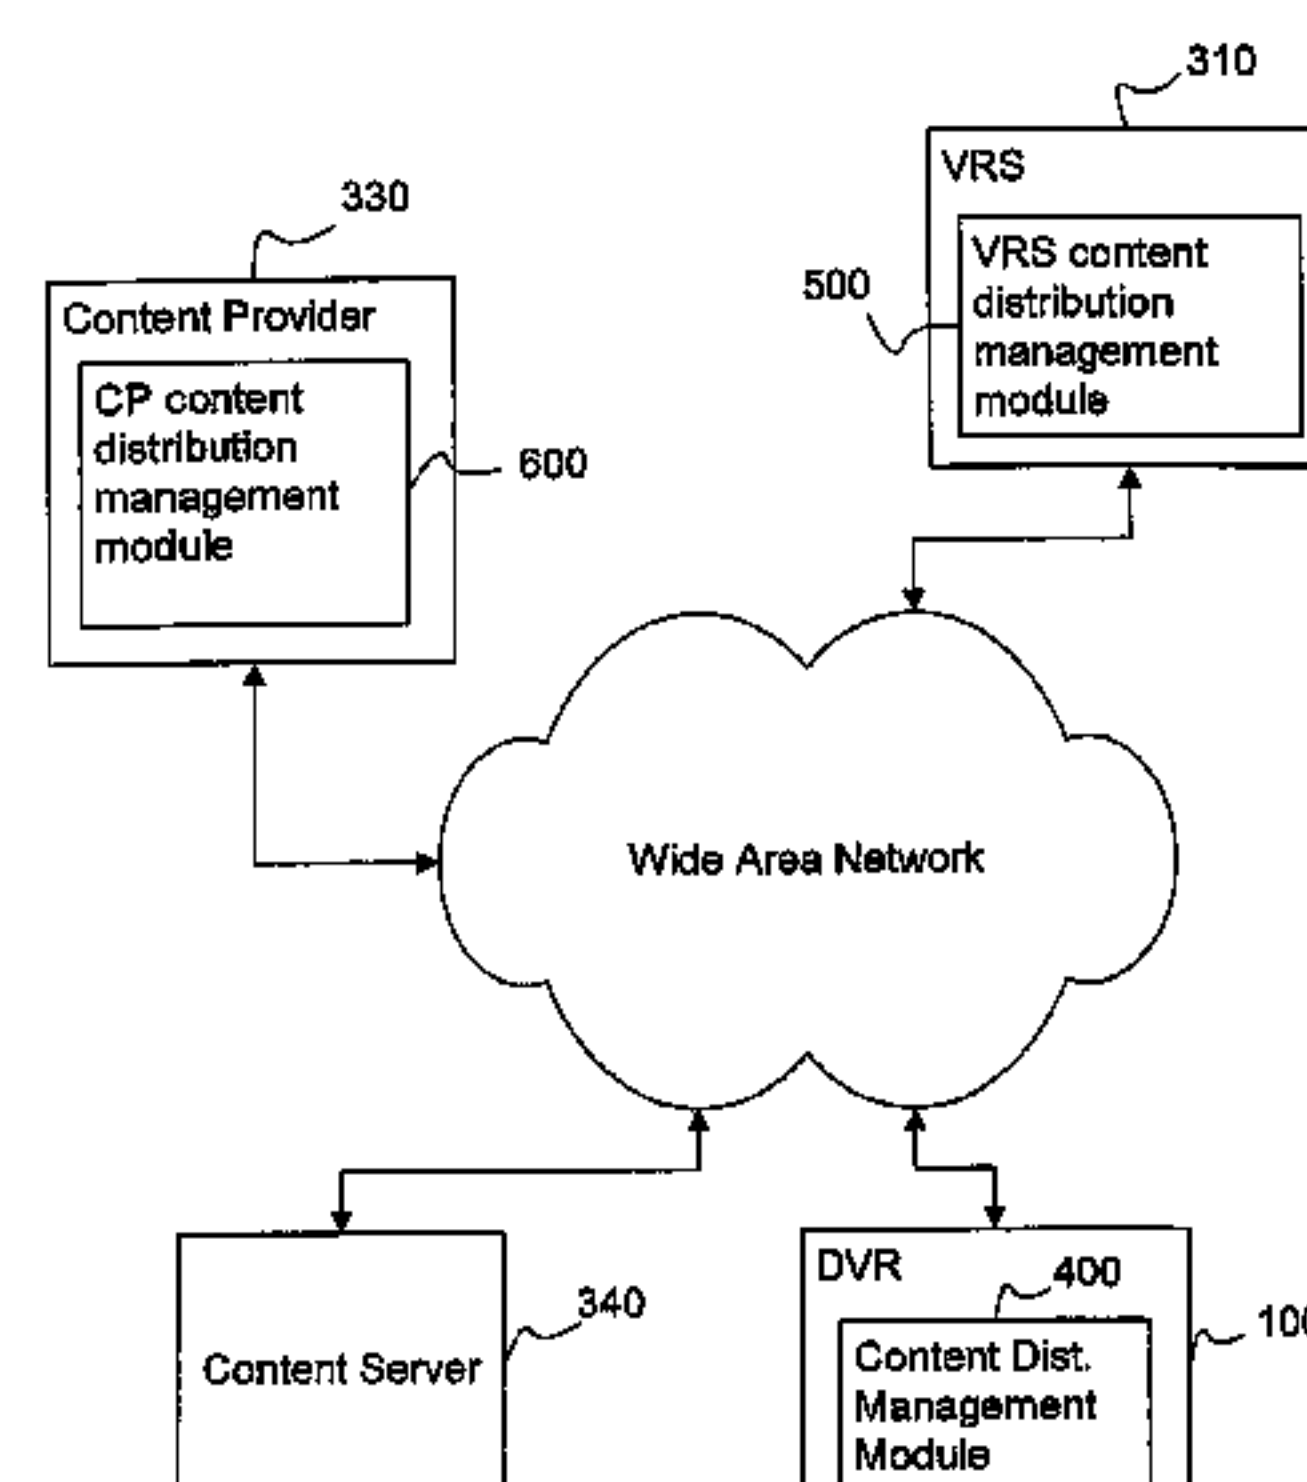 310
VRS
330
VRS content
distribution
management
module
500
Content Provider
CP content
distribution
management
module
600
Wide Area Network
DVR
400
340
Content Server
Content Dist.
Management
Module